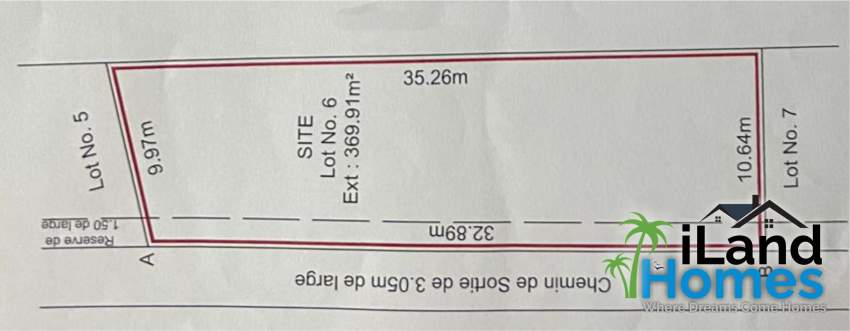 35.26m
Lot No. 5
9.97m
SITE
Lot No. 6
Ext : 369.91m²
10.64m
Lot No. 7
Reserve de
1.50 de large
32.89m
A
B
Chemin de Sortie de 3.05m de large
iLand
Homes
Where Dreams Come Homes